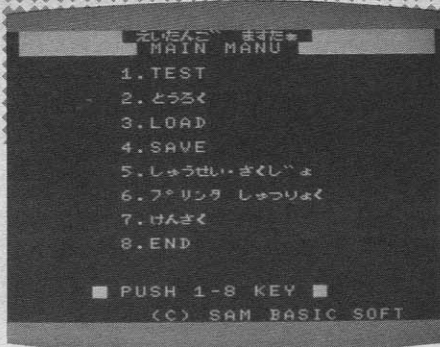 えいたんご゛ ますたぁ
MAIN MANU
1.TEST
2.とうろく
3.LOAD
4.SAVE
5.しゅうせい・さくし゛ょ
6.プリンタ しゅつりょく
7.けんさく
8.END
■ PUSH 1-8 KEY ■
(C) SAM BASIC SOFT